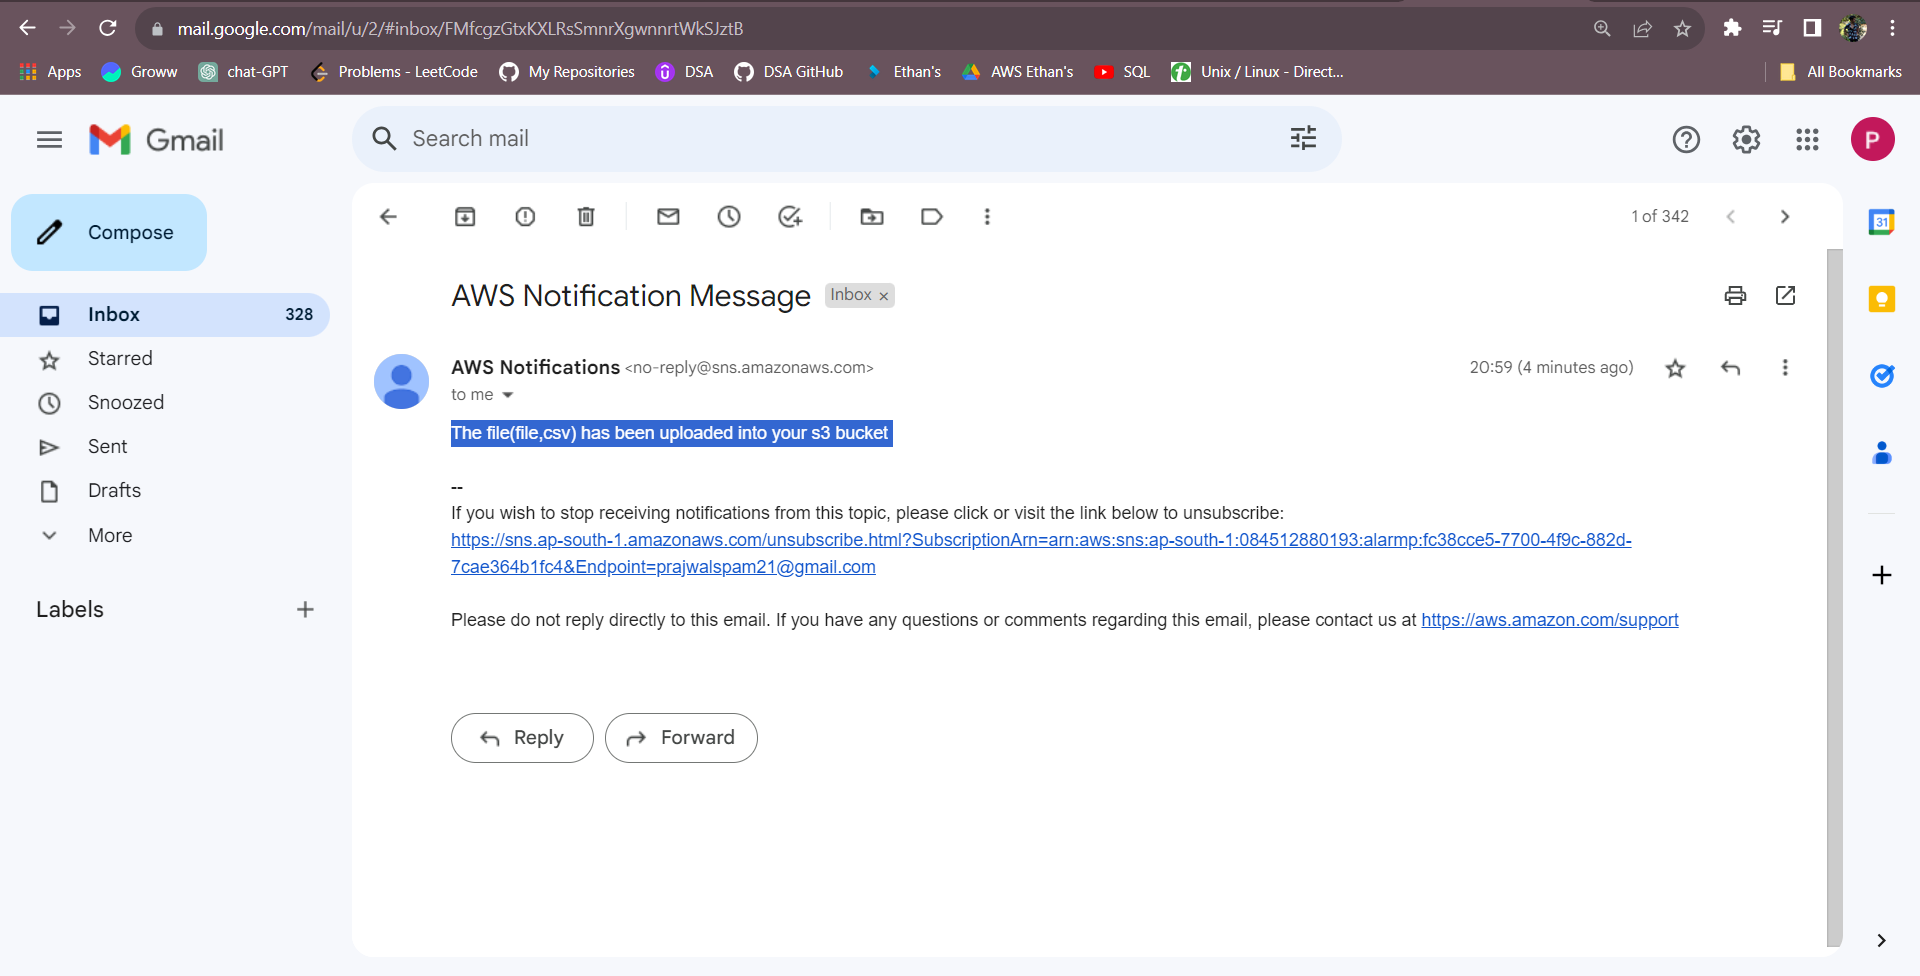 mail.google.com/mail/u/2/#inbox/FMfcgzGtxKXLRsSmnrXgwnnrtWkSJztB
Apps Groww chat-GPT Problems - LeetCode My Repositories DSA DSA GitHub Ethan's AWS Ethan's SQL Unix / Linux - Direct... All Bookmarks
Gmail
Search mail
P
Compose
1 of 342
31
Inbox 328
Starred
Snoozed
Sent
Drafts
More
Labels
AWS Notification Message Inbox
AWS Notifications <no-reply@sns.amazonaws.com> 20:59 (4 minutes ago)
to me
The file(file,csv) has been uploaded into your s3 bucket
--
If you wish to stop receiving notifications from this topic, please click or visit the link below to unsubscribe:
https://sns.ap-south-1.amazonaws.com/unsubscribe.html?SubscriptionArn=arn:aws:sns:ap-south-1:084512880193:alarmp:fc38cce5-7700-4f9c-882d-
7cae364b1fc4&Endpoint=prajwalspam21@gmail.com
Please do not reply directly to this email. If you have any questions or comments regarding this email, please contact us at https://aws.amazon.com/support
Reply Forward